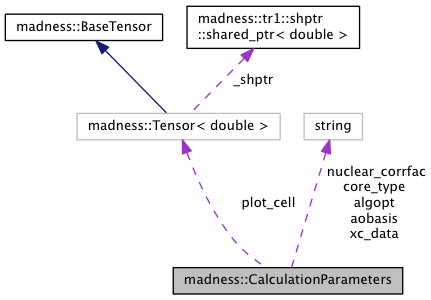 madness::BaseTensor
madness::tr1::shptr
::shared_ptr< double >
_shptr
madness::Tensor< double >
string
plot_cell
nuclear_corrfac
core_type
algopt
aobasis
xc_data
madness::CalculationParameters